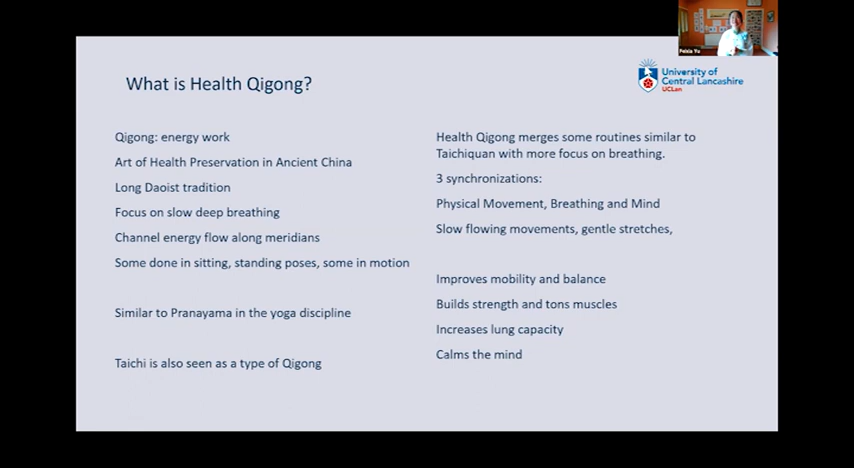 Feixia Yu
University of
Central Lancashire
UCLan
What is Health Qigong?
Qigong: energy work
Art of Health Preservation in Ancient China
Long Daoist tradition
Focus on slow deep breathing
Channel energy flow along meridians
Some done in sitting, standing poses, some in motion
Similar to Pranayama in the yoga discipline
Taichi is also seen as a type of Qigong
Health Qigong merges some routines similar to
Taichiquan with more focus on breathing.
3 synchronizations:
Physical Movement, Breathing and Mind
Slow flowing movements, gentle stretches,
Improves mobility and balance
Builds strength and tons muscles
Increases lung capacity
Calms the mind